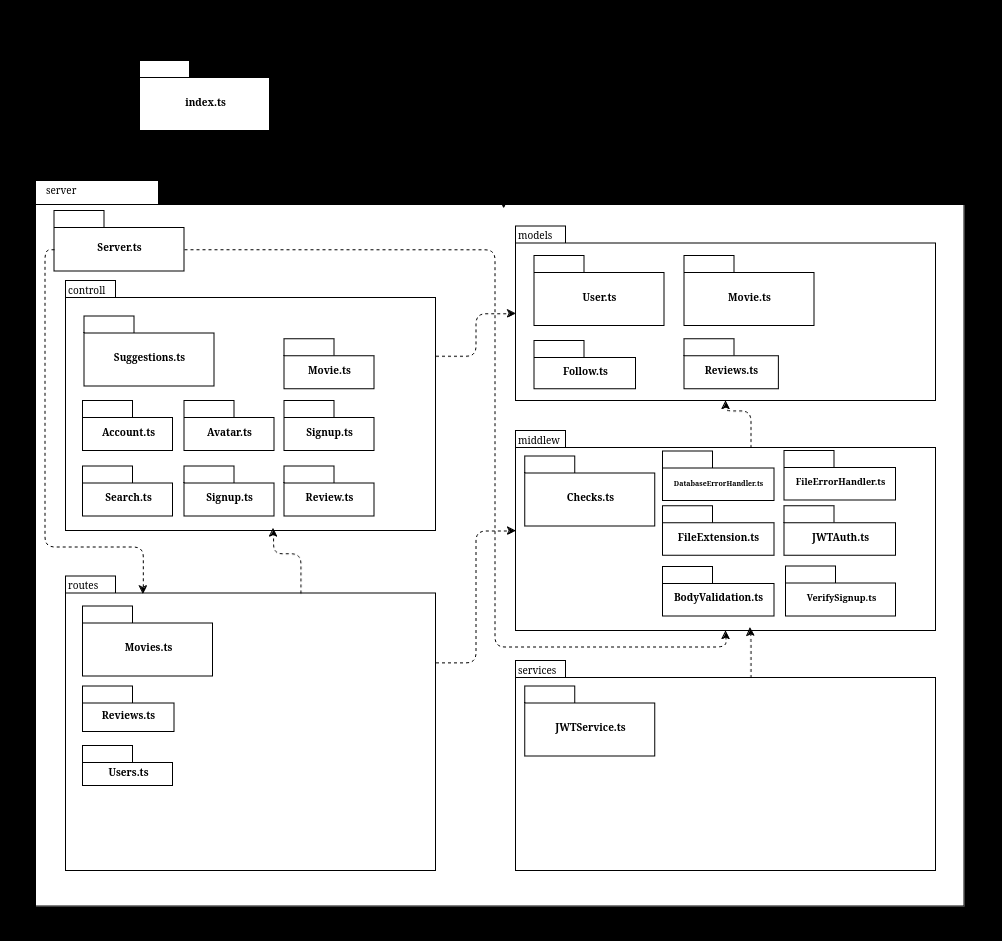 index.ts
server
Server.ts
controll
Suggestions.ts
Movie.ts
Account.ts
Avatar.ts
Signup.ts
Search.ts
Signup.ts
Review.ts
routes
Movies.ts
Reviews.ts
Users.ts
models
User.ts
Movie.ts
Follow.ts
Reviews.ts
middlew
Checks.ts
DatabaseErrorHandler.ts
FileErrorHandler.ts
FileExtension.ts
JWTAuth.ts
BodyValidation.ts
VerifySignup.ts
services
JWTService.ts